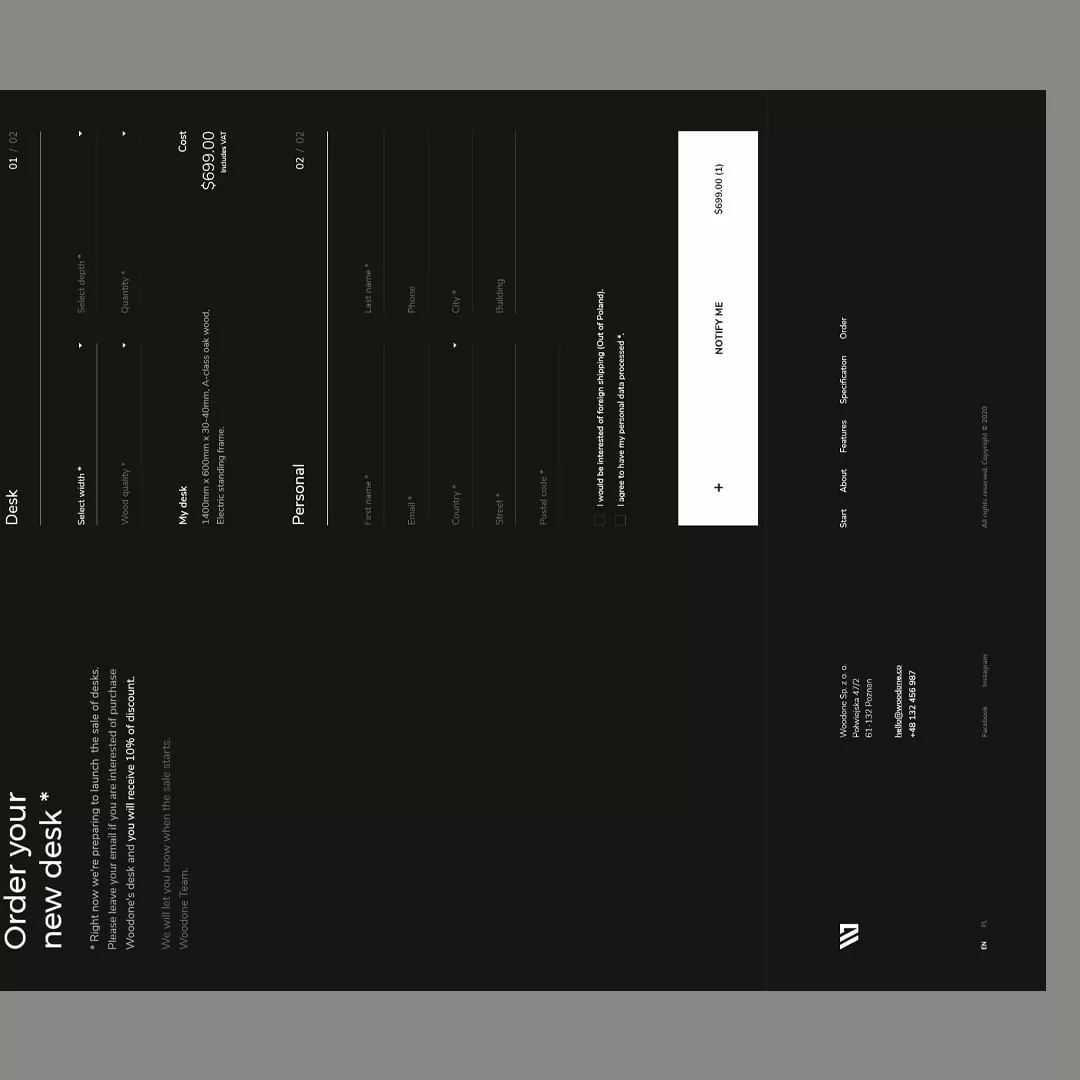 Order your
new desk *
* Right now we're preparing to launch the sale of desks.
Please leave your email if you are interested of purchase
Woodone's desk and you will receive 10% of discount.
We will let you know when the sale starts.
Woodone Team.
Desk 01 / 02
Select width * Select depth *
Wood quality * Quantity *
My desk Cost
1400mm x 600mm x 30-40mm, A-class oak wood, $699.00
Electric standing frame. Includes VAT
Personal 02 / 02
First name * Last name *
Email * Phone
Country * City *
Street * Building
Postal code *
I would be interested of foreign shipping (Out of Poland).
I agree to have my personal data processed *.
+ NOTIFY ME $699.00 (1)
Woodone Sp. z o. o.
Półwiejska 47/2
61-132 Poznan
hello@woodone.co
+48 132 456 987
Start About Features Specification Order
EN PL Facebook Instagram All rights reserved. Copyright © 2020